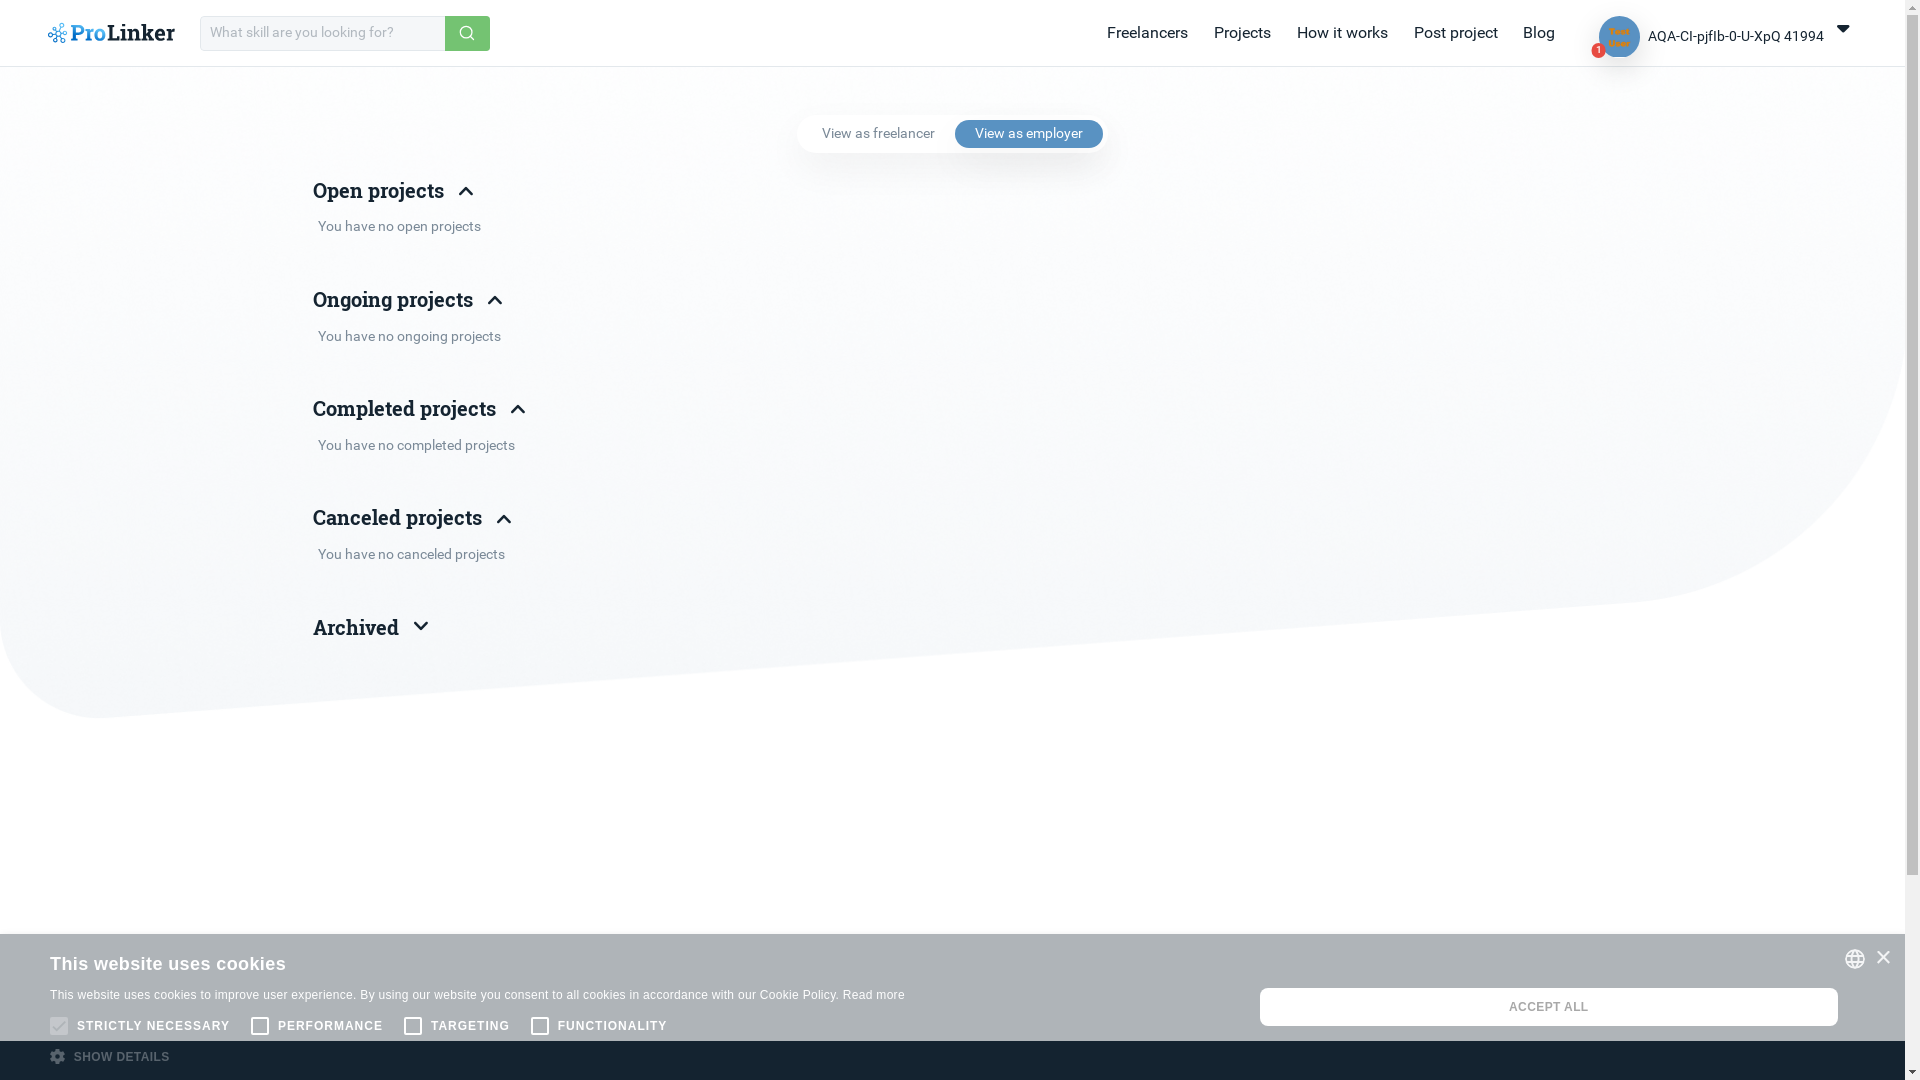 ProLinker
What skill are you looking for?
Freelancers Projects How it works Post project Blog
Test User
1
AQA-CI-pjfIb-0-U-XpQ 41994
View as freelancer View as employer
Open projects
You have no open projects
Ongoing projects
You have no ongoing projects
Completed projects
You have no completed projects
Canceled projects
You have no canceled projects
Archived
This website uses cookies
This website uses cookies to improve user experience. By using our website you consent to all cookies in accordance with our Cookie Policy. Read more
STRICTLY NECESSARY PERFORMANCE TARGETING FUNCTIONALITY
ACCEPT ALL
SHOW DETAILS